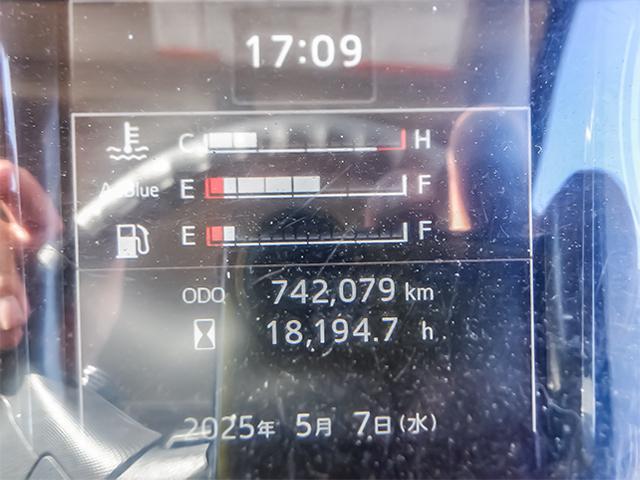 17:09
C H
AdBlue E F
E F
ODO 742,079 km
18,194.7 h
2025年 5月 7日(水)